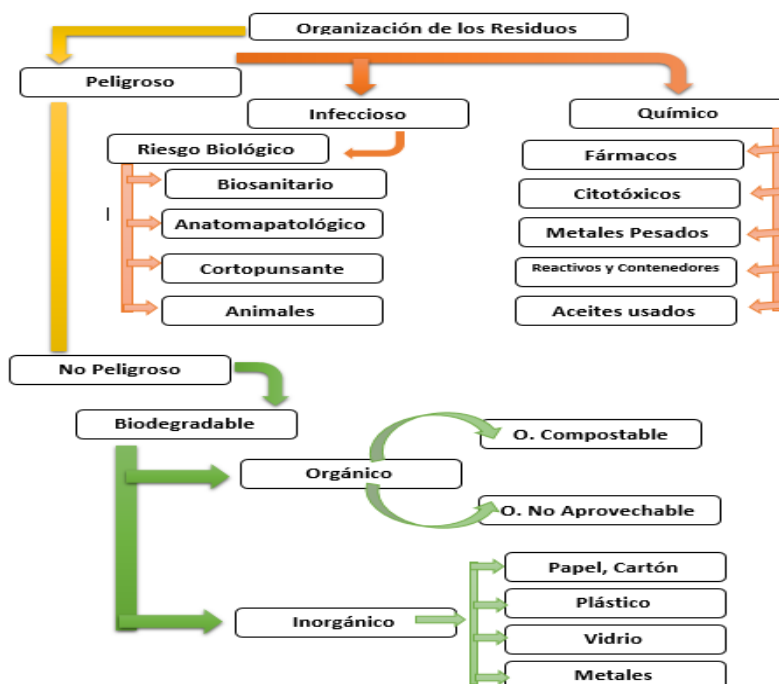 Organización de los Residuos
Peligroso
Infeccioso
Químico
Riesgo Biológico
Fármacos
Biosanitario
Citotóxicos
Anatomapatológico
Metales Pesados
Cortopunsante
Reactivos y Contenedores
Animales
Aceites usados
No Peligroso
Biodegradable
O. Compostable
Orgánico
O. No Aprovechable
Papel, Cartón
Plástico
Inorgánico
Vidrio
Metales